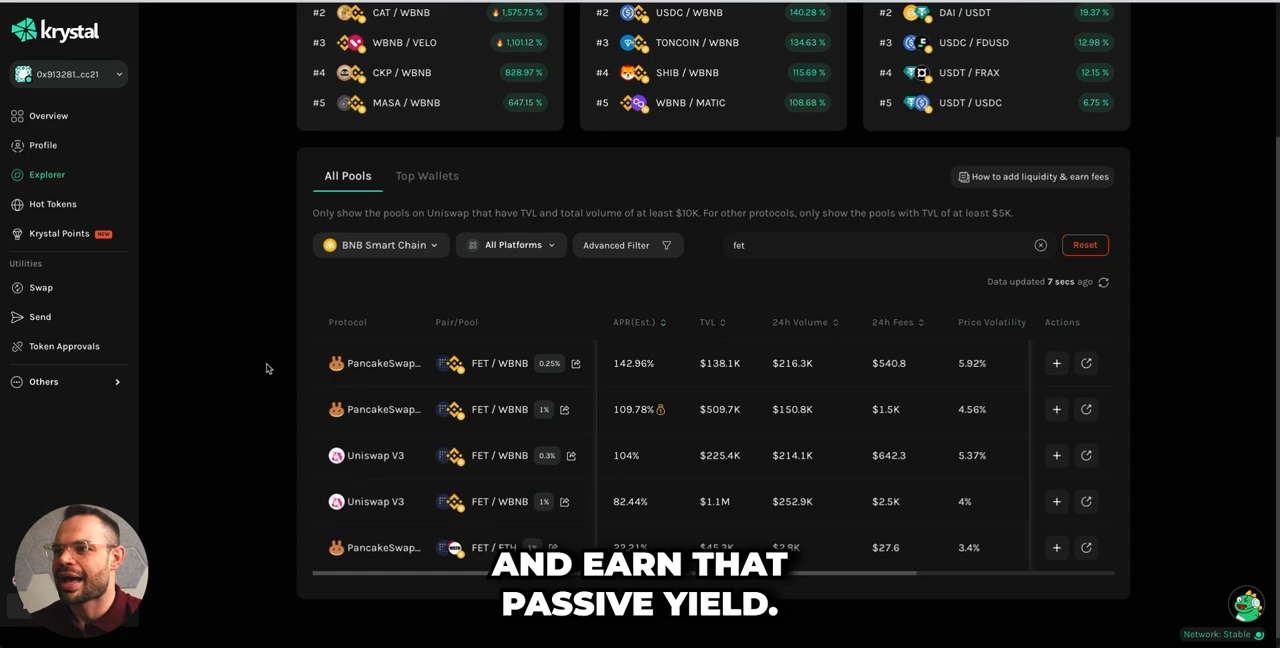 krystal
0x913281...cc21
Overview
Profile
Explorer
Hot Tokens
Krystal Points NEW
Utilities
Swap
Send
Token Approvals
Others
#2 CAT / WBNB 1,575.75 %
#3 WBNB / VELO 1,101.12 %
#4 CKP / WBNB 828.97 %
#5 MASA / WBNB 647.15 %
#2 USDC / WBNB 140.28 %
#3 TONCOIN / WBNB 134.63 %
#4 SHIB / WBNB 115.69 %
#5 WBNB / MATIC 108.68 %
#2 DAI / USDT 19.37 %
#3 USDC / FDUSD 12.98 %
#4 USDT / FRAX 12.15 %
#5 USDT / USDC 6.75 %
All Pools Top Wallets How to add liquidity & earn fees
Only show the pools on Uniswap that have TVL and total volume of at least $10K. For other protocols, only show the pools with TVL of at least $5K.
BNB Smart Chain All Platforms Advanced Filter fet Reset
Data updated 7 secs ago
Protocol Pair/Pool APR(Est.) TVL 24h Volume 24h Fees Price Volatity Actions
PancakeSwap... FET / WBNB 0.25% 142.96% $138.1K $216.3K $540.8 5.92%
PancakeSwap... FET / WBNB 1% 109.78% $509.7K $150.8K $1.5K 4.56%
Uniswap V3 FET / WBNB 0.3% 104% $225.4K $214.1K $642.3 5.37%
Uniswap V3 FET / WBNB 1% 82.44% $1.1M $252.9K $2.5K 4%
PancakeSwap... FET / ETH 1% 22.21% $45.3K $2.8K $27.6 3.4%
AND EARN THAT
PASSIVE YIELD.
Network: Stable